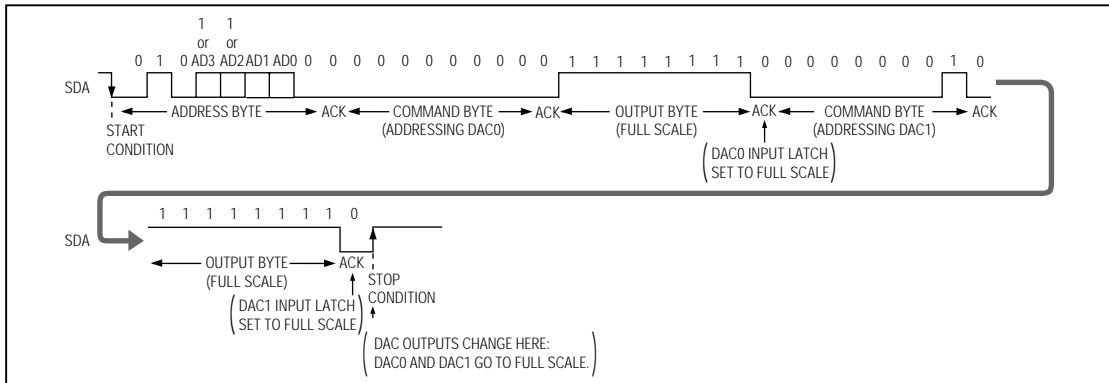 1 1
or or
0 1 0 AD3 AD2 AD1 AD0 0 0 0 0 0 0 0 0 0 0 0 1 1 1 1 1 1 1 1 0 0 0 0 0 0 0 0 1 0
SDA
ADDRESS BYTE ACK COMMAND BYTE ACK OUTPUT BYTE ACK COMMAND BYTE ACK
(ADDRESSING DAC0) (FULL SCALE) (ADDRESSING DAC1)
START
CONDITION
(DAC0 INPUT LATCH
SET TO FULL SCALE)
1 1 1 1 1 1 1 1 0
SDA
OUTPUT BYTE ACK
(FULL SCALE)
STOP
CONDITION
(DAC1 INPUT LATCH
SET TO FULL SCALE)
(DAC OUTPUTS CHANGE HERE:
DAC0 AND DAC1 GO TO FULL SCALE.)